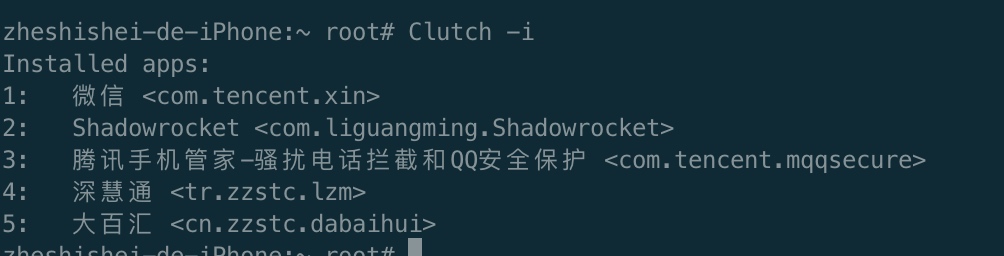 zheshishei-de-iPhone:~ root# Clutch -i
Installed apps:
1: 微信 <com.tencent.xin>
2: Shadowrocket <com.liguangming.Shadowrocket>
3: 腾讯手机管家-骚扰电话拦截和QQ安全保护 <com.tencent.mqqsecure>
4: 深慧通 <tr.zzstc.lzm>
5: 大百汇 <cn.zzstc.dabaihui>
zheshishei-de-iPhone:~ root#